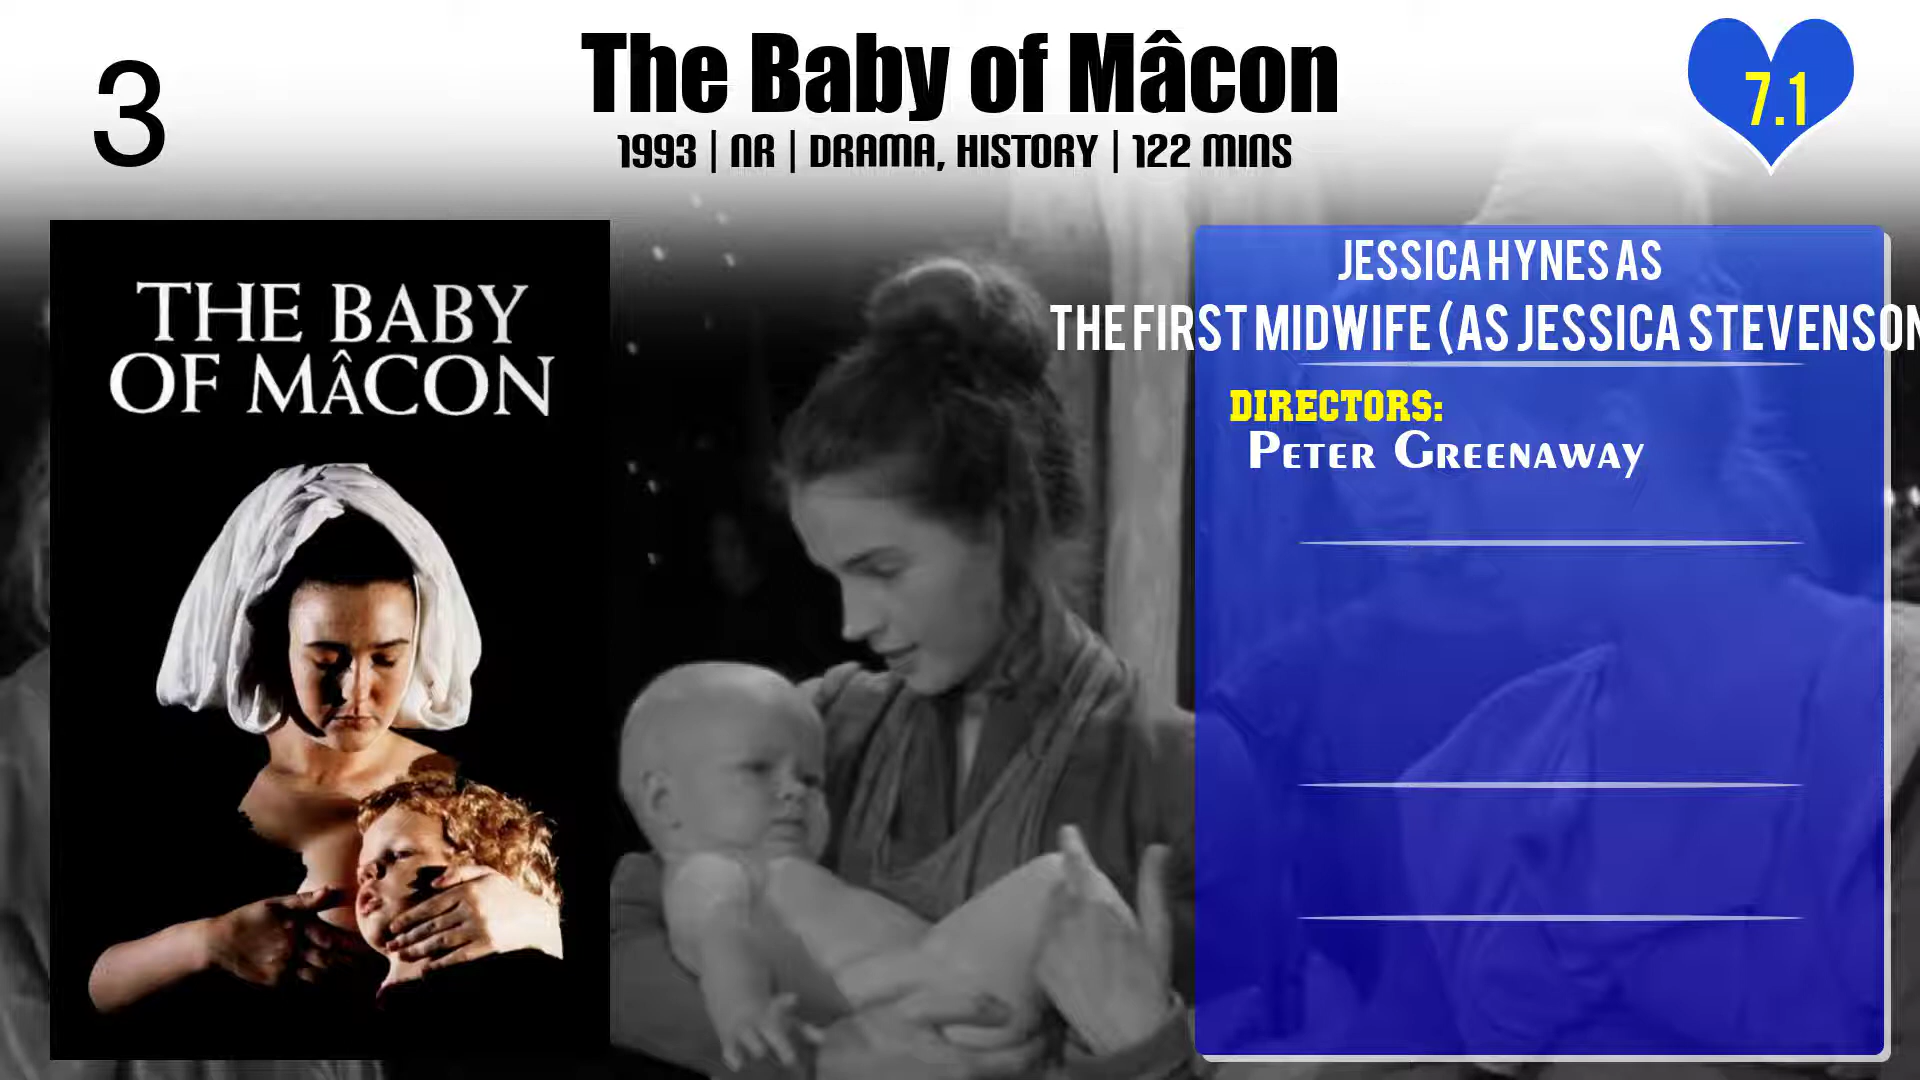 3
The Baby of Mâcon
1993 | NR | DRAMA, HISTORY | 122 MINS
7.1
THE BABY
OF MÂCON
JESSICA HYNES AS
THE FIRST MIDWIFE (AS JESSICA STEVENSON
DIRECTORS:
PETER GREENAWAY